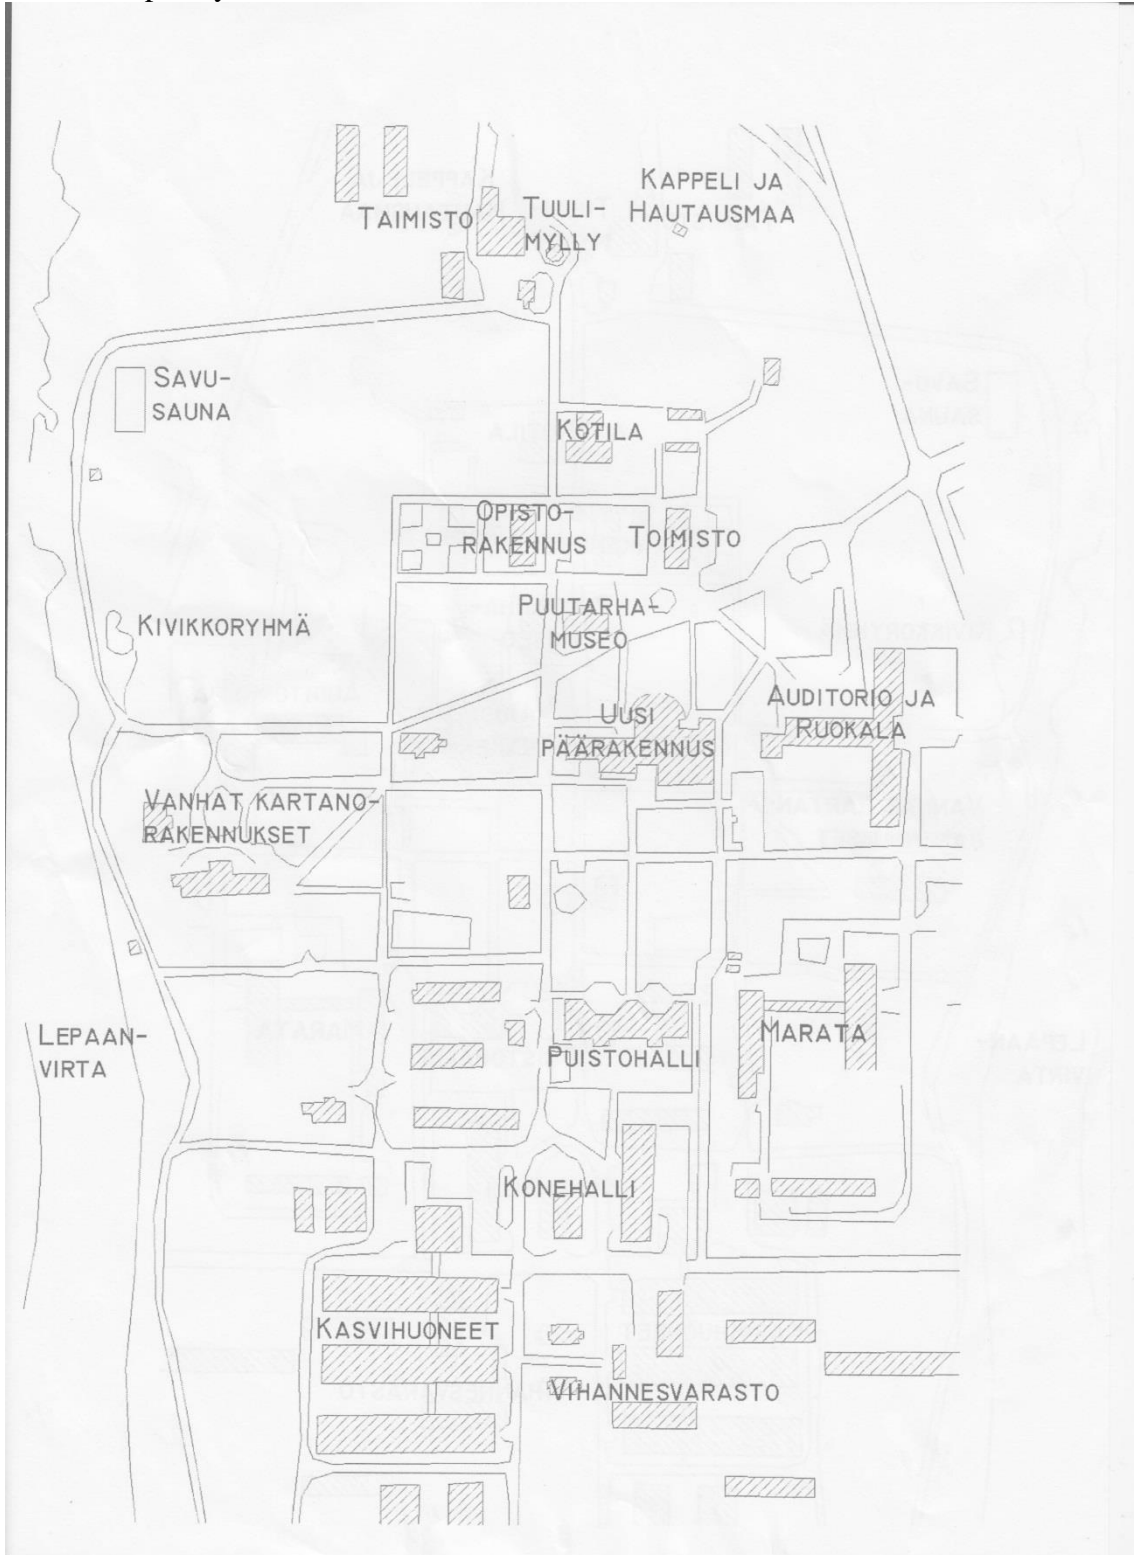 KAPPELI JA
HAUTAUSMAA
TAIMISTO
TUULI-
MYLLY
SAVU-
SAUNA
KOTILA
OPISTO-
RAKENNUS
TOIMISTO
PUUTARHA-
MUSEO
KIVIKKORYHMÄ
AUDITORIO JA
RUOKALA
UUSI
PÄÄRAKENNUS
VANHAT KARTANO-
RAKENNUKSET
LEPAAN-
VIRTA
MARATA
PUISTOHALLI
KONEHALLI
KASVIHUONEET
VIHANNESVARASTO